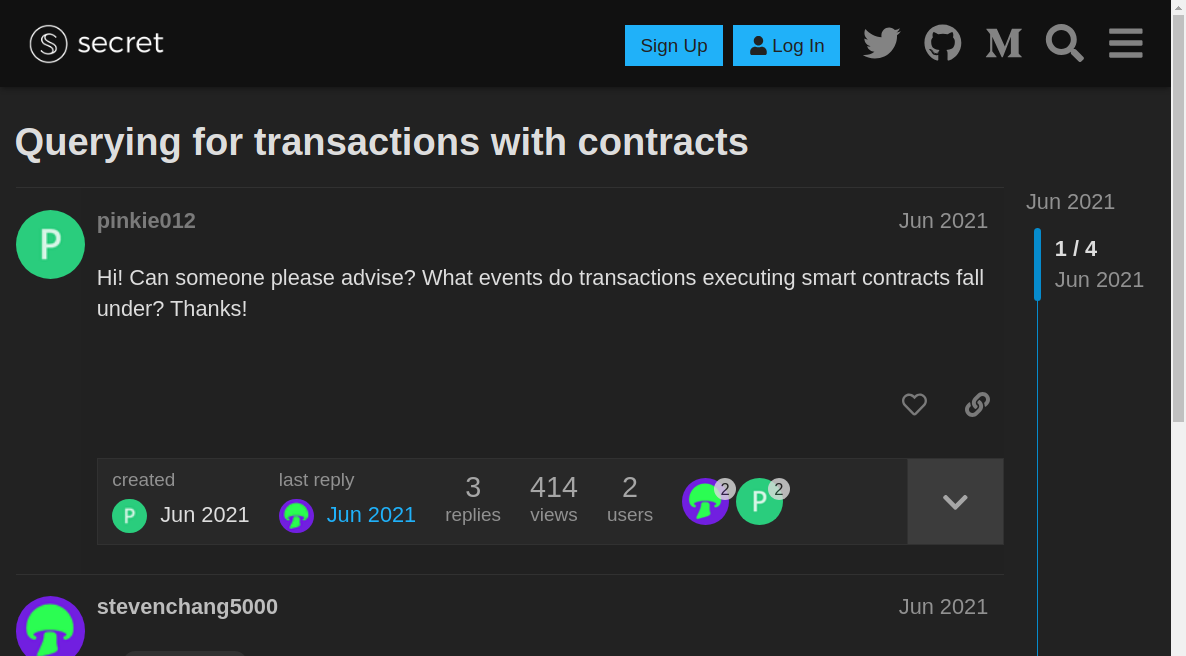 secret
Sign Up
Log In
Querying for transactions with contracts
Jun 2021
P
pinkie012
Jun 2021
1 / 4
Jun 2021
Hi! Can someone please advise? What events do transactions executing smart contracts fall
under? Thanks!
created
last reply
3
414
2
2
2
P
Jun 2021
Jun 2021
replies
views
users
P
stevenchang5000
Jun 2021